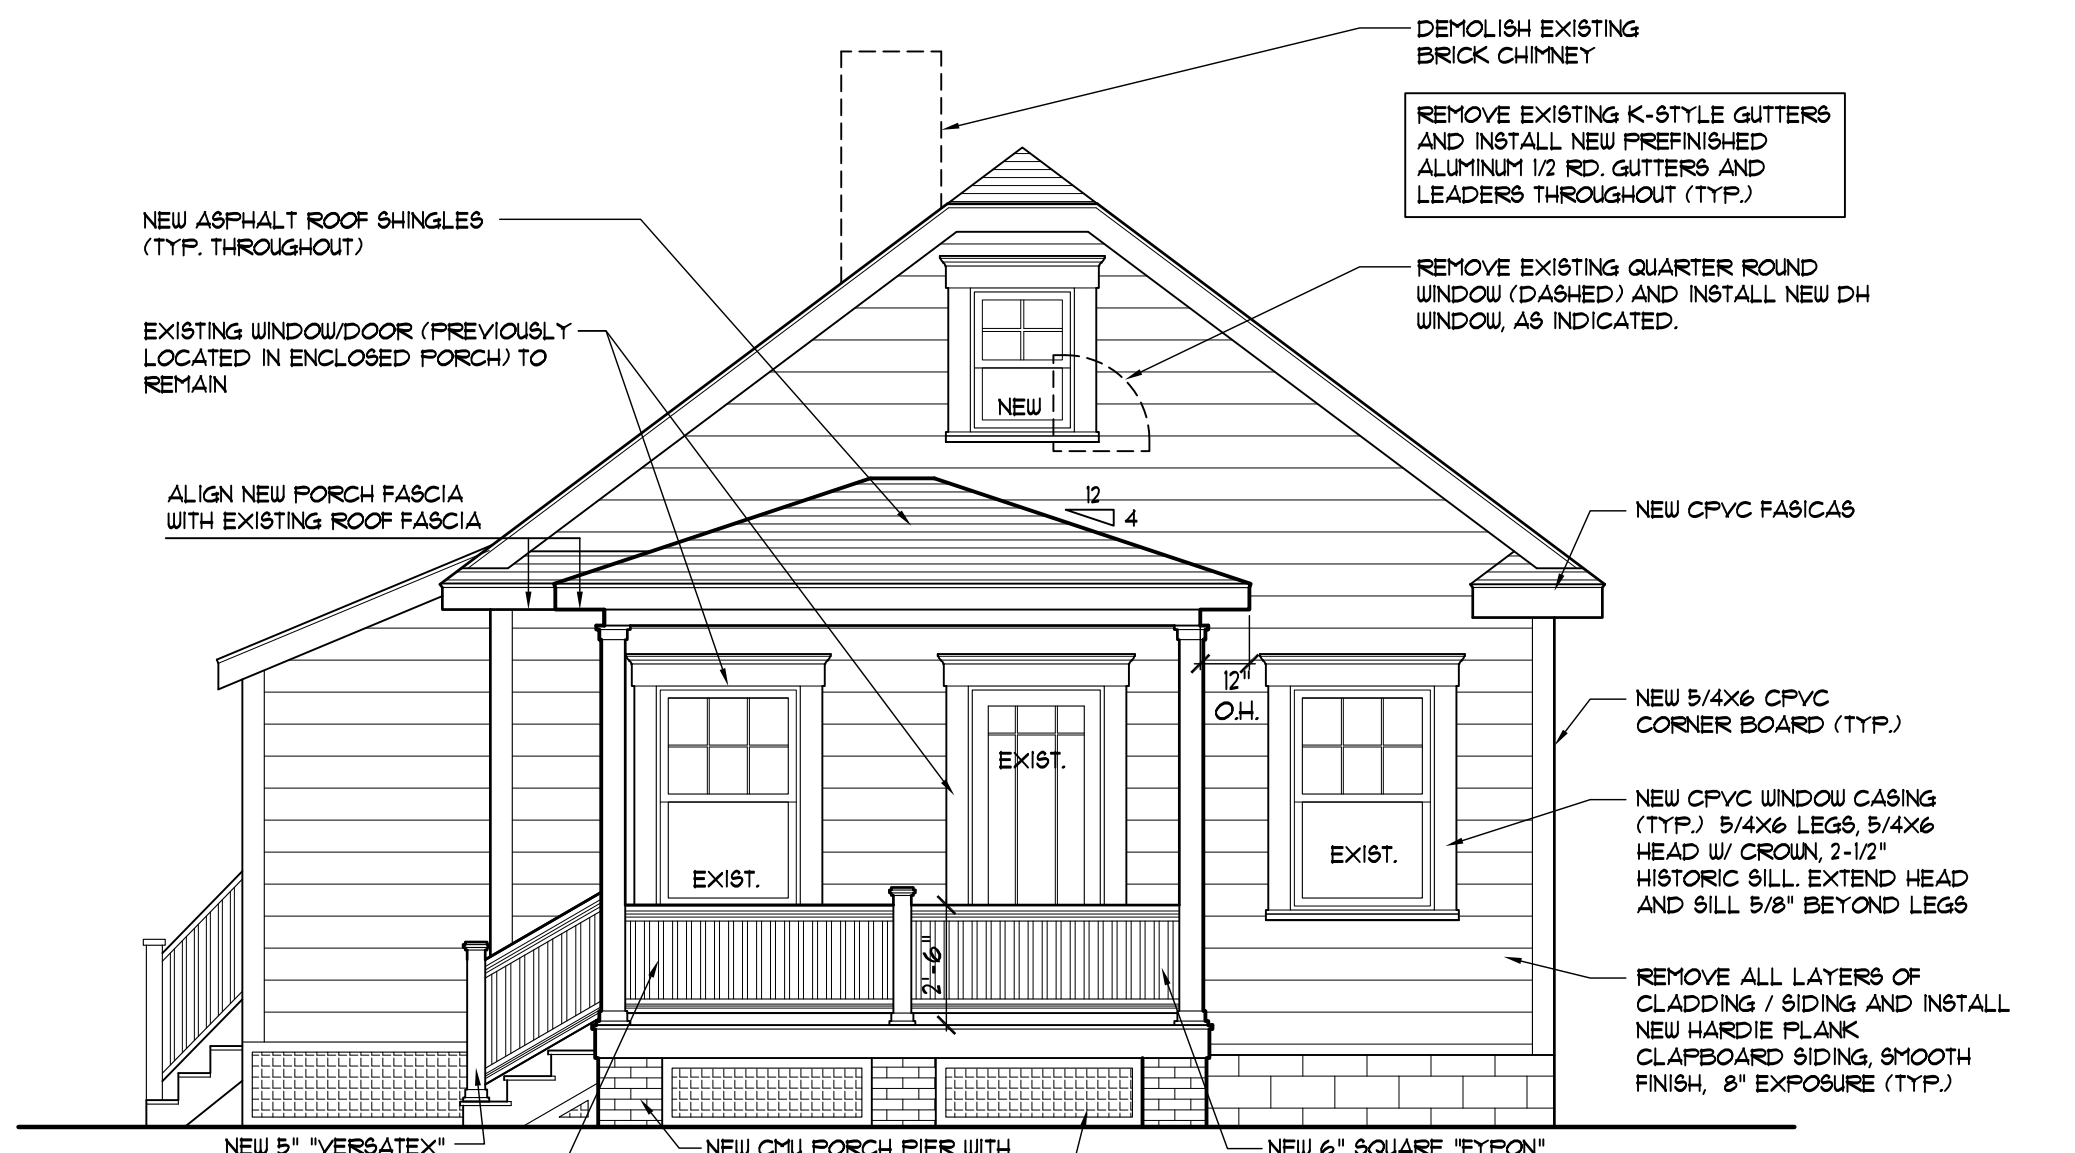 DEMOLISH EXISTING
BRICK CHIMNEY
REMOVE EXISTING K-STYLE GUTTERS
AND INSTALL NEW PREFINISHED
ALUMINUM 1/2 RD. GUTTERS AND
LEADERS THROUGHOUT (TYP.)
NEW ASPHALT ROOF SHINGLES
(TYP. THROUGHOUT)
REMOVE EXISTING QUARTER ROUND
WINDOW (DASHED) AND INSTALL NEW DH
WINDOW, AS INDICATED.
EXISTING WINDOW/DOOR (PREVIOUSLY
LOCATED IN ENCLOSED PORCH) TO
REMAIN
NEW
ALIGN NEW PORCH FASCIA
WITH EXISTING ROOF FASCIA
12
4
NEW CPVC FASICAS
12"
O.H.
NEW 5/4X6 CPVC
CORNER BOARD (TYP.)
EXIST.
EXIST.
EXIST.
NEW CPVC WINDOW CASING
(TYP.) 5/4X6 LEGS, 5/4X6
HEAD W/ CROWN, 2-1/2"
HISTORIC SILL. EXTEND HEAD
AND SILL 5/8" BEYOND LEGS
2'-6"
REMOVE ALL LAYERS OF
CLADDING / SIDING AND INSTALL
NEW HARDIE PLANK
CLAPBOARD SIDING, SMOOTH
FINISH, 8" EXPOSURE (TYP.)
NEW 5" "VERSATEX"
NEW CMU PORCH PIER WITH
NEW 6" SQUARE "FYPON"